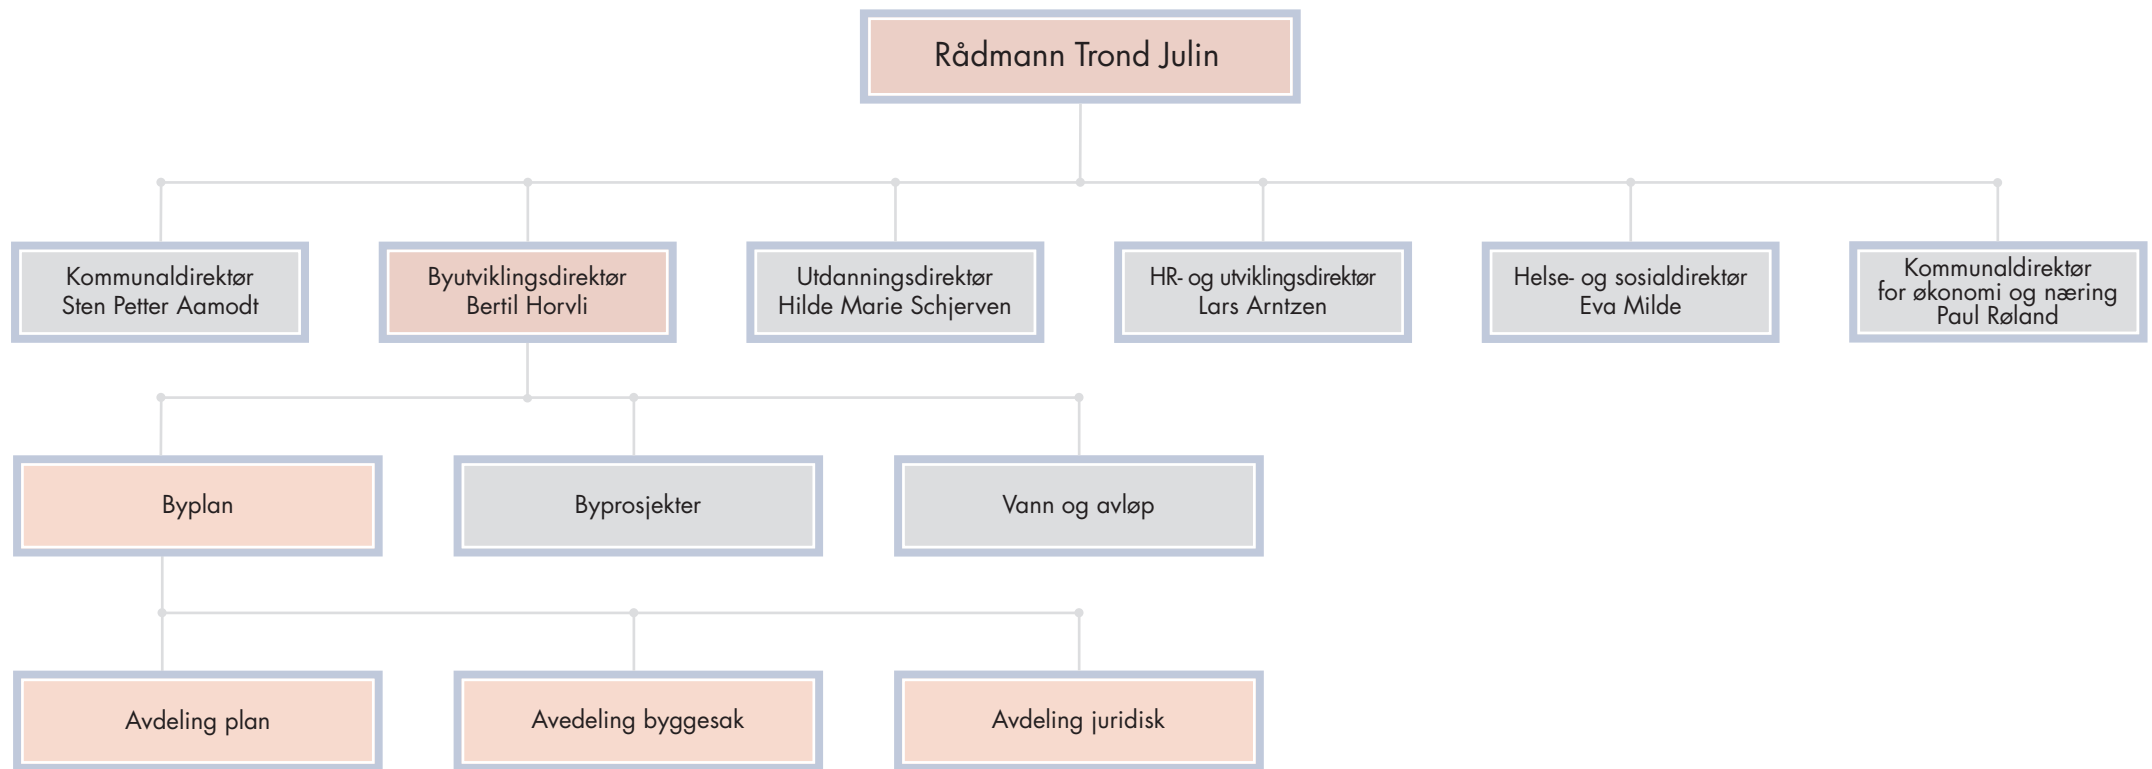 Rådmann Trond Julin
Kommunaldirektør
Sten Petter Aamodt
Byutviklingsdirektør
Bertil Horvli
Utdanningsdirektør
Hilde Marie Schjerven
HR- og utviklingsdirektør
Lars Arntzen
Helse- og sosialdirektør
Eva Milde
Kommunaldirektør
for økonomi og næring
Paul Røland
Byplan
Byprosjekter
Vann og avløp
Avdeling plan
Avedeling byggesak
Avdeling juridisk